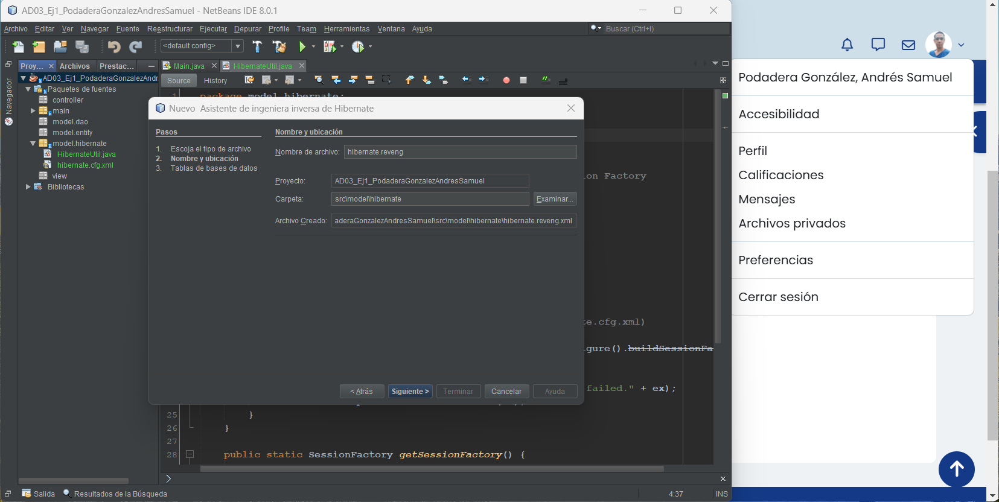 AD03_Ej1_PodaderaGonzalezAndresSamuel - NetBeans IDE 8.0.1
Archivo Editar Ver Navegar Fuente Reestructurar Ejecutar Depurar Profile Team Herramientas Ventana Ayuda
Buscar (Ctrl+I)
<default config>
Proy... Archivos Prestac...
Main.java HibernateUtil.java
Navegador
AD03_Ej1_PodaderaGonzalezAndr
Paquetes de fuentes
controller
main
model.dao
model.entity
model.hibernate
HibernateUtil.java
hibernate.cfg.xml
view
Bibliotecas
Source History
1 package model.hibernate;
Nuevo Asistente de ingeniera inversa de Hibernate
Pasos
1. Escoja el tipo de archivo
2. Nombre y ubicación
3. Tablas de bases de datos
Nombre y ubicación
Nombre de archivo: hibernate.reveng
Proyecto: AD03_Ej1_PodaderaGonzalezAndresSamuel
Carpeta: src\model\hibernate Examinar...
Archivo Creado: aderaGonzalezAndresSamuel\src\model\hibernate\hibernate.reveng.xml
< Atrás Siguiente > Terminar Cancelar Ayuda
ion Factory
te.cfg.xml)
igure().buildSessionFa
failed." + ex);
25 }
26 }
27
28 public static SessionFactory getSessionFactory() {
Salida Resultados de la Búsqueda
4:37 INS
Podadera González, Andrés Samuel
Accesibilidad
Perfil
Calificaciones
Mensajes
Archivos privados
Preferencias
Cerrar sesión